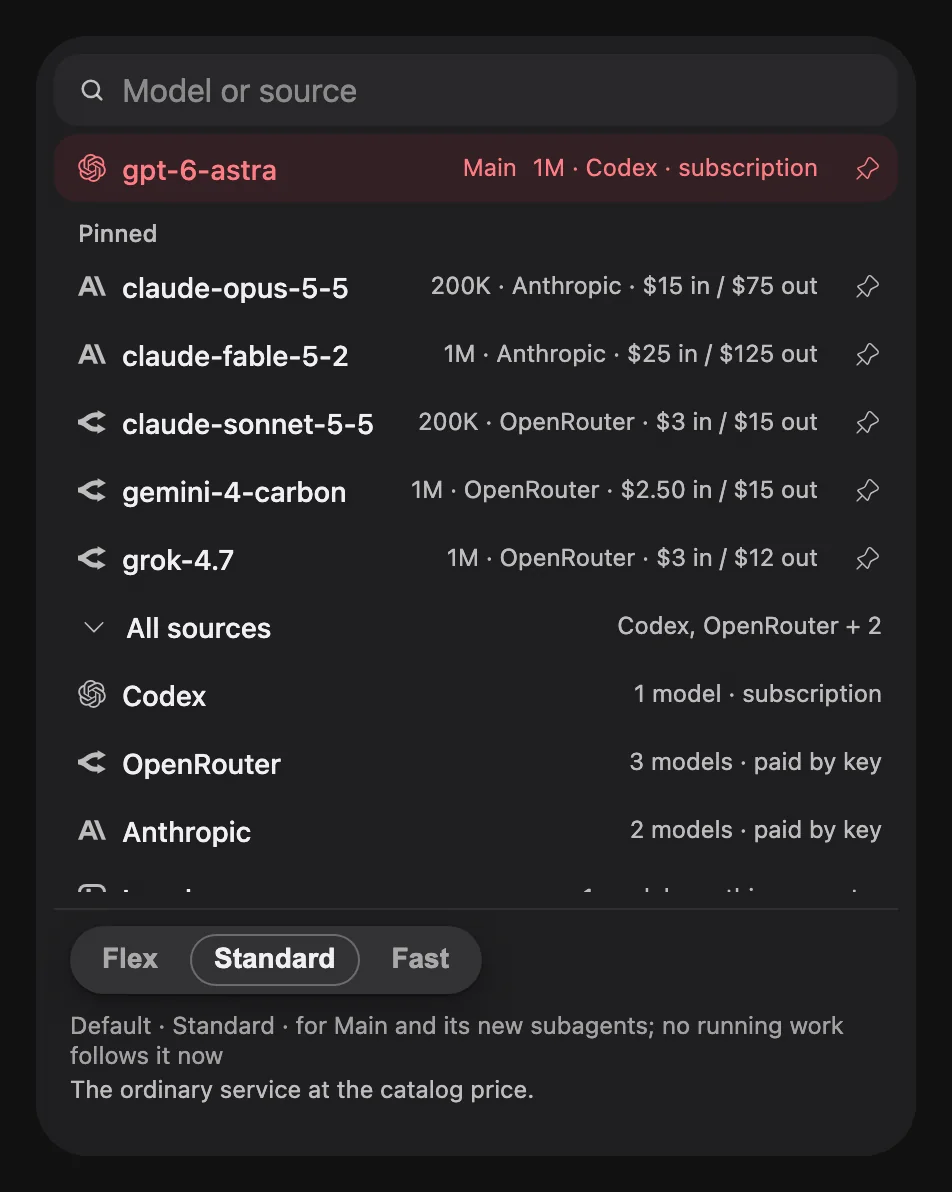 Model or source
gpt-6-astra Main 1M · Codex · subscription
Pinned
claude-opus-5-5 200K · Anthropic · $15 in / $75 out
claude-fable-5-2 1M · Anthropic · $25 in / $125 out
claude-sonnet-5-5 200K · OpenRouter · $3 in / $15 out
gemini-4-carbon 1M · OpenRouter · $2.50 in / $15 out
grok-4.7 1M · OpenRouter · $3 in / $12 out
All sources Codex, OpenRouter + 2
Codex 1 model · subscription
OpenRouter 3 models · paid by key
Anthropic 2 models · paid by key
Flex Standard Fast
Default · Standard · for Main and its new subagents; no running work
follows it now
The ordinary service at the catalog price.